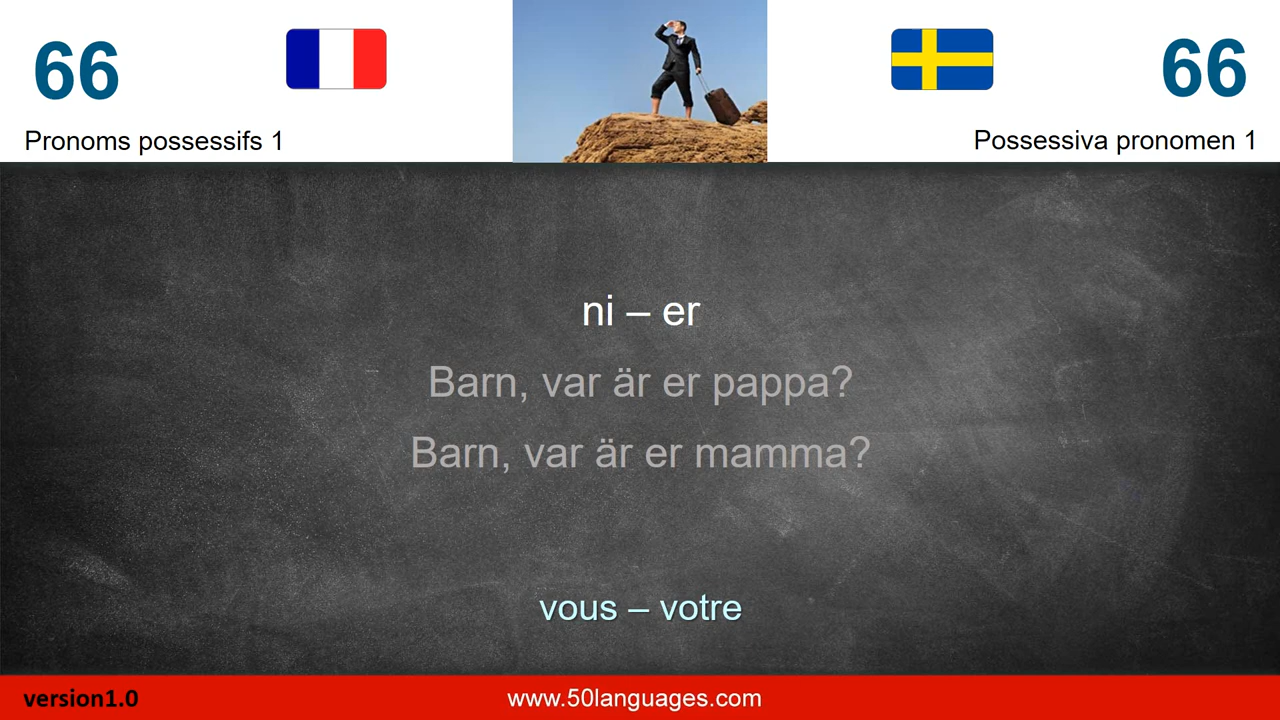 66
66
Pronoms possessifs 1
Possessiva pronomen 1
ni – er
Barn, var är er pappa?
Barn, var är er mamma?
vous – votre
version1.0
www.50languages.com